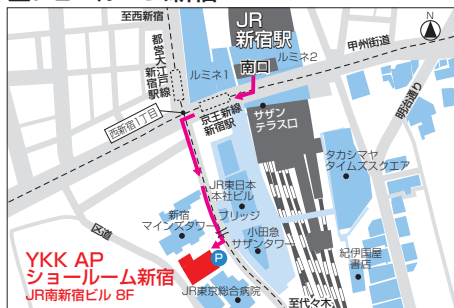 至西新宿
JR
新宿駅
ルミネ1
南口
ルミネ2
甲州街道
N
都営大江戸線
新宿駅
京王新線
新宿駅
西新宿1丁目
サザン
テラス口
明治通り
タカシマヤ
タイムズスクエア
JR東日本
本社ビル
新宿
マインズタワー
ブリッジ
小田急
サザンタワー
区道
P
紀伊國屋
書店
YKK AP
ショールーム新宿
JR南新宿ビル 8F
JR東京総合病院
至代々木